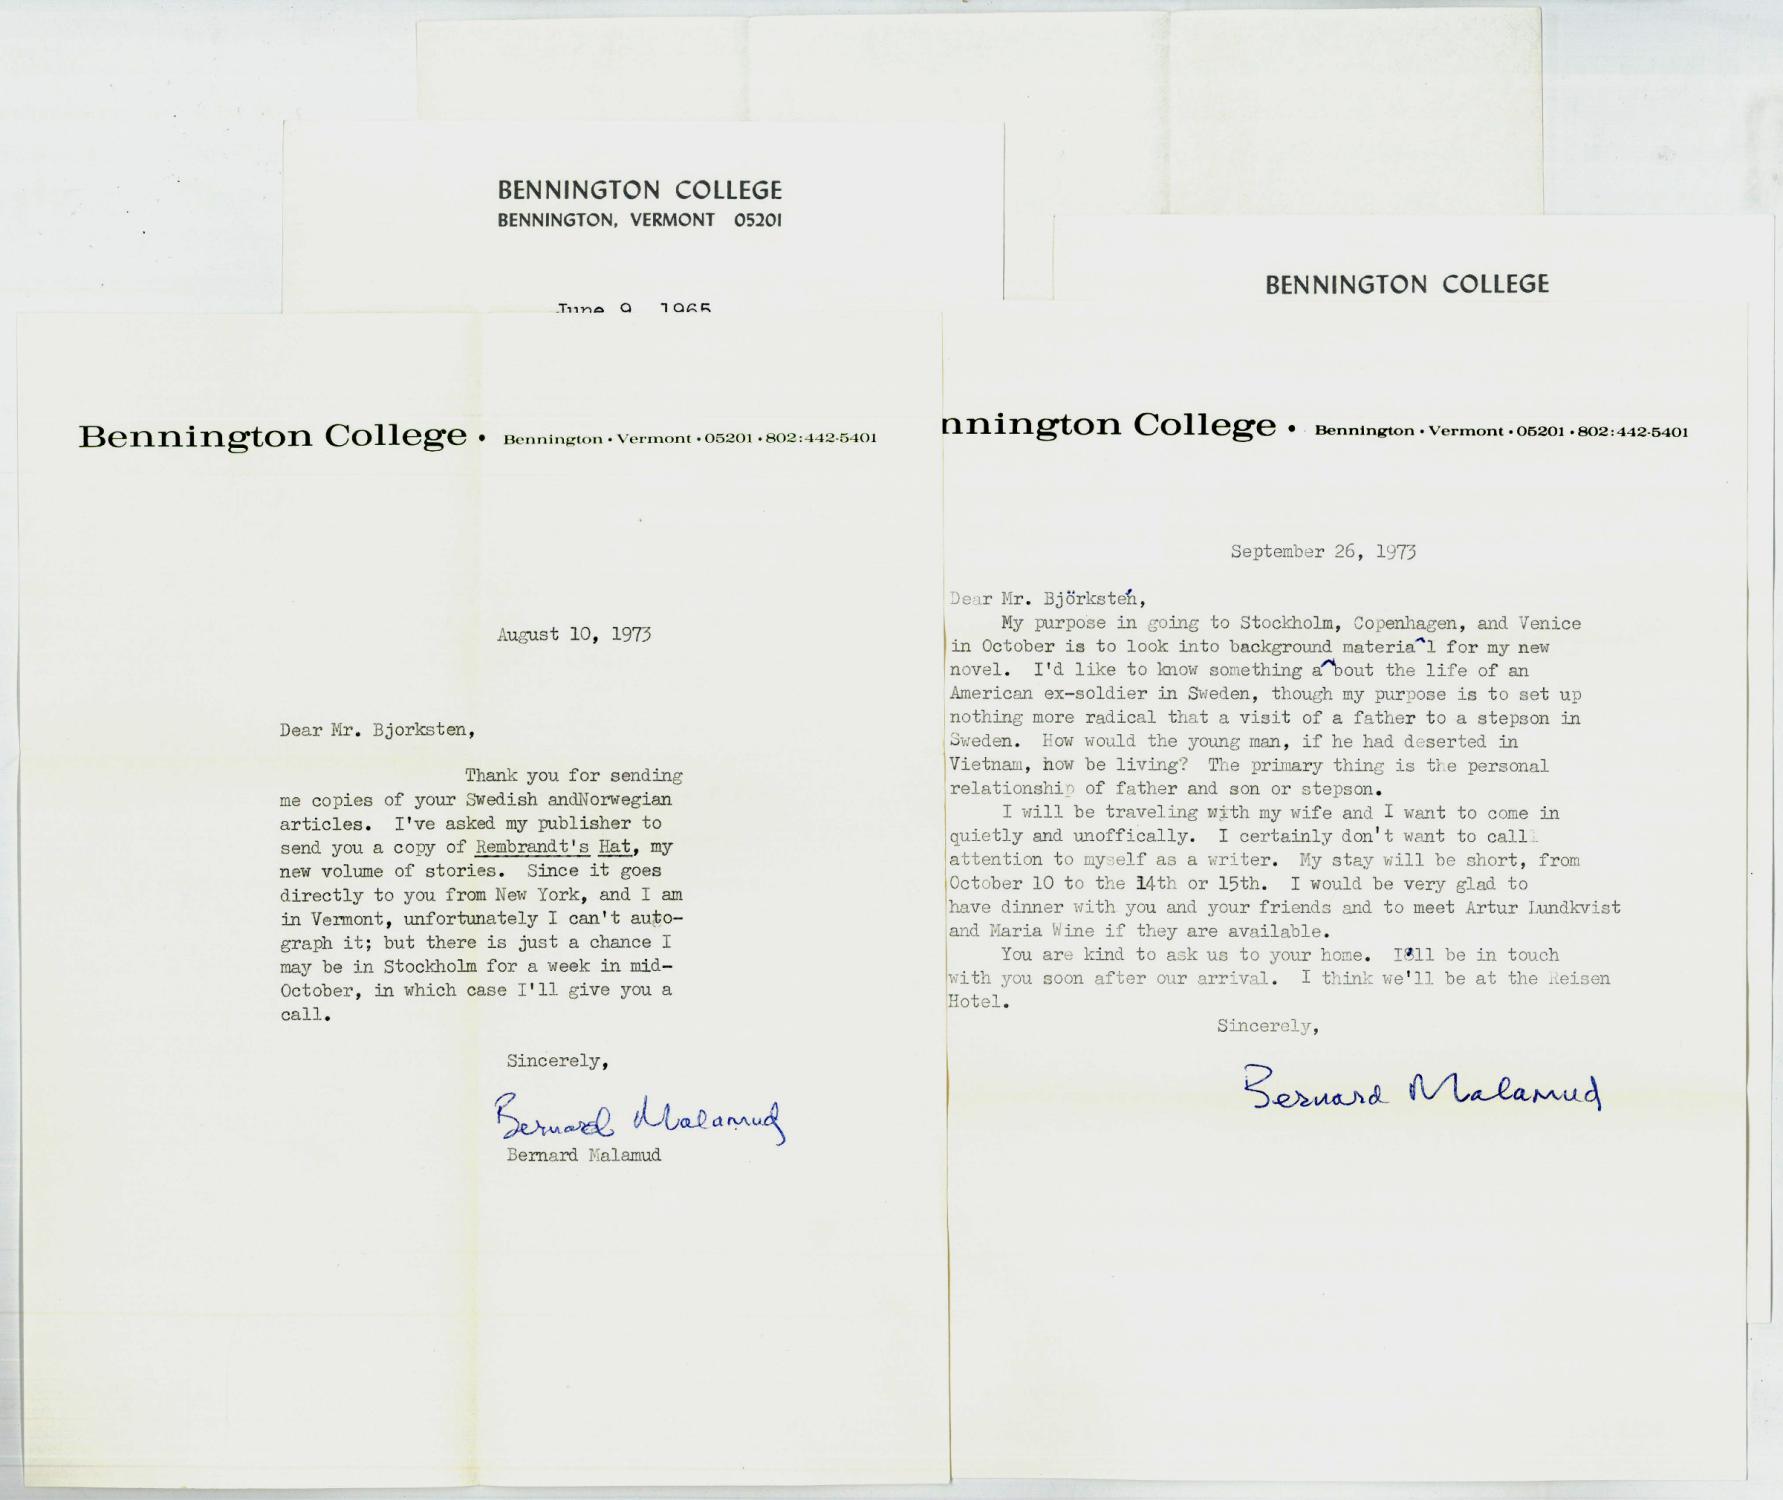 BENNINGTON COLLEGE
BENNINGTON, VERMONT 05201
June 9, 1965
BENNINGTON COLLEGE
Bennington College • Bennington • Vermont • 05201 • 802:442-5401
August 10, 1973
Dear Mr. Bjorksten,
Thank you for sending
me copies of your Swedish andNorwegian
articles. I've asked my publisher to
send you a copy of Rembrandt's Hat, my
new volume of stories. Since it goes
directly to you from New York, and I am
in Vermont, unfortunately I can't auto-
graph it; but there is just a chance I
may be in Stockholm for a week in mid-
October, in which case I'll give you a
call.
Sincerely,
Bernard Malamud
Bernard Malamud
nnington College • Bennington • Vermont • 05201 • 802:442-5401
September 26, 1973
Dear Mr. Björkstén,
My purpose in going to Stockholm, Copenhagen, and Venice
in October is to look into background material for my new
novel. I'd like to know something about the life of an
American ex-soldier in Sweden, though my purpose is to set up
nothing more radical that a visit of a father to a stepson in
Sweden. How would the young man, if he had deserted in
Vietnam, now be living? The primary thing is the personal
relationship of father and son or stepson.
I will be traveling with my wife and I want to come in
quietly and unoffically. I certainly don't want to call
attention to myself as a writer. My stay will be short, from
October 10 to the 14th or 15th. I would be very glad to
have dinner with you and your friends and to meet Artur Lundkvist
and Maria Wine if they are available.
You are kind to ask us to your home. I'll be in touch
with you soon after our arrival. I think we'll be at the Reisen
Hotel.
Sincerely,
Bernard Malamud